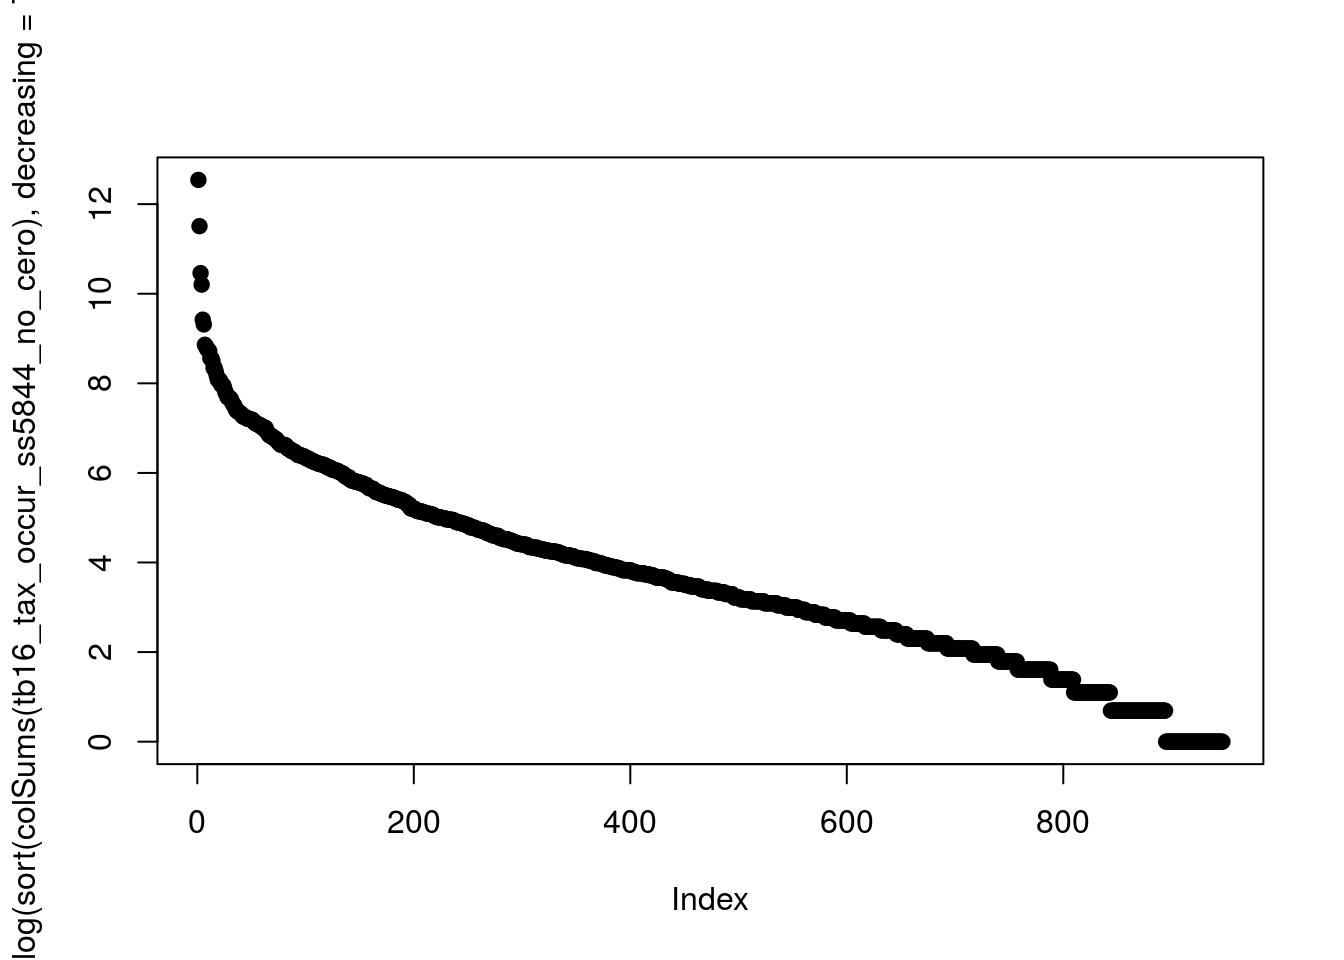 log(sort(colSums(tb16_tax_occur_ss5844_no_cero), decreasing =
12
10
8
6
4
2
0
0 200 400 600 800
Index